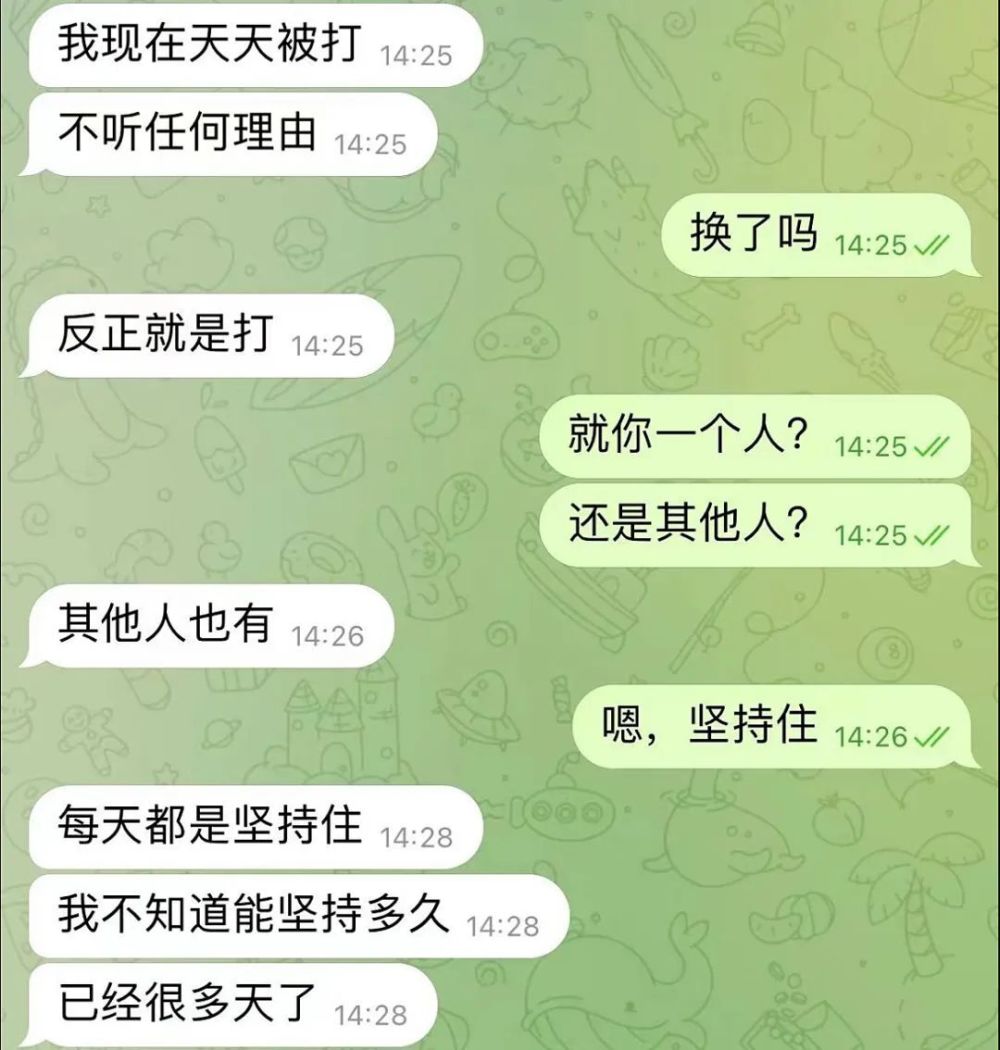 我现在天天被打 14:25
不听任何理由 14:25
换了吗 14:25
反正就是打 14:25
就你一个人？ 14:25
还是其他人？ 14:25
其他人也有 14:26
嗯，坚持住 14:26
每天都是坚持住 14:28
我不知道能坚持多久 14:28
已经很多天了 14:28